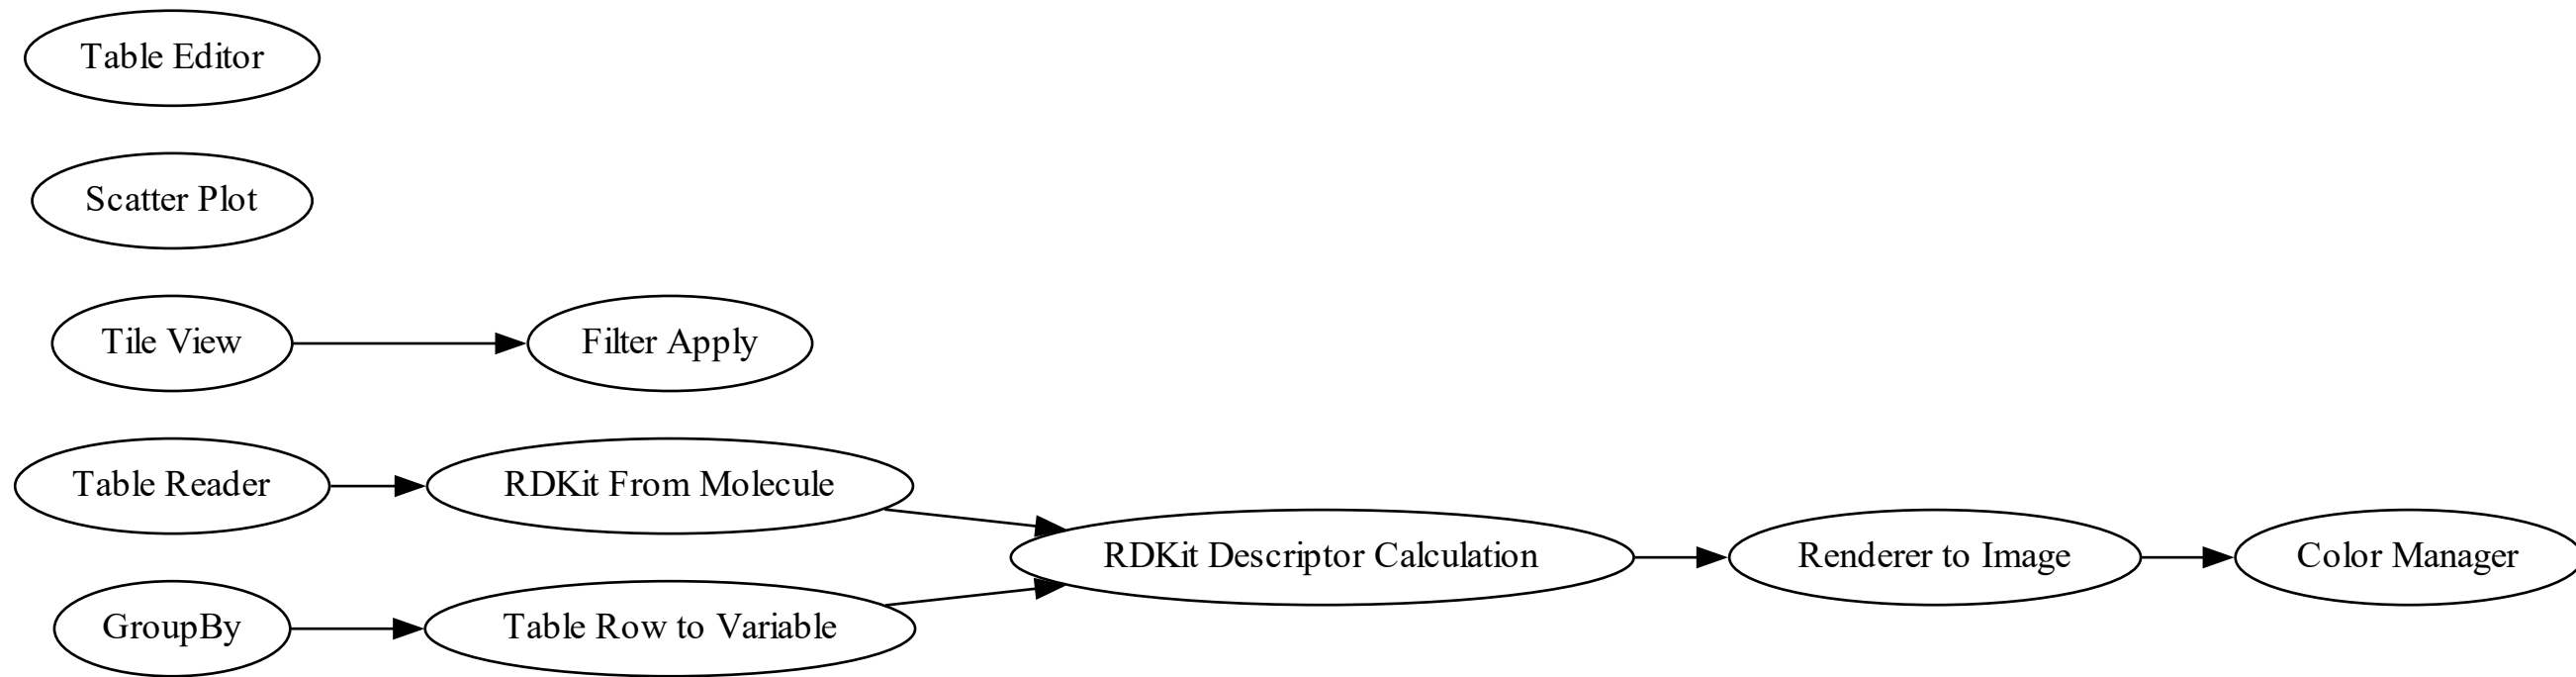 Table Editor
Scatter Plot
Tile View
Filter Apply
Table Reader
RDKit From Molecule
RDKit Descriptor Calculation
Renderer to Image
Color Manager
GroupBy
Table Row to Variable